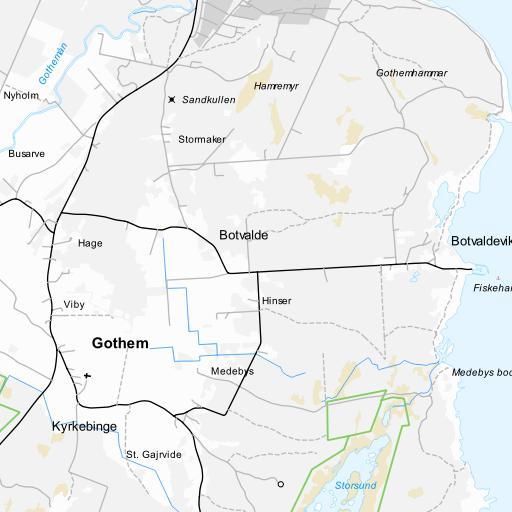 Gothemån
Gothemhammar
Hamremyr
Nyholm
Sandkullen
Stormaker
Busarve
Botvalde
Hage
Botvaldevik
Fiskeham
Viby
Hinser
Gothem
Medebys
Medebys bod
Kyrkebinge
St. Gajrvide
Storsund